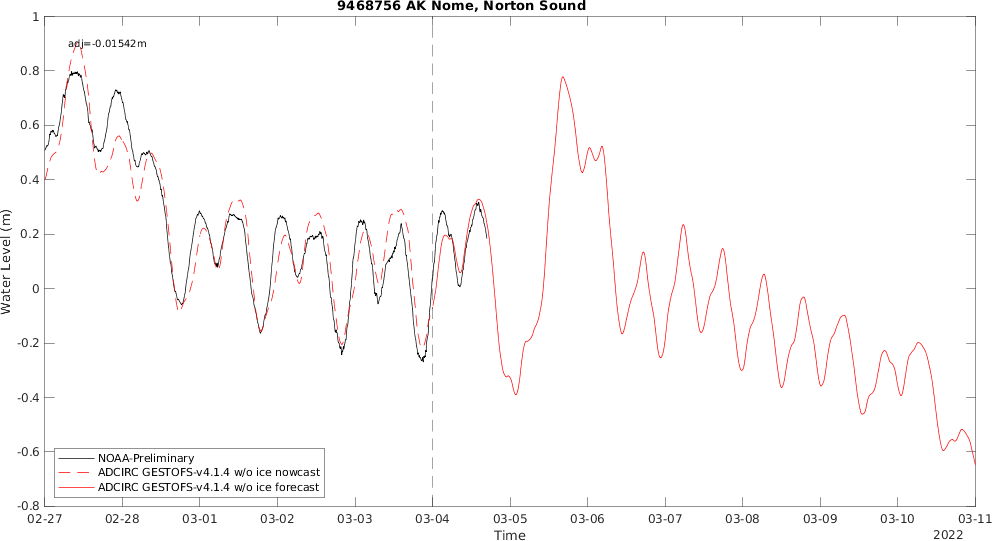 9468756 AK Nome, Norton Sound
adj=-0.01542m
Water Level (m)
1
0.8
0.6
0.4
0.2
0
-0.2
-0.4
-0.6
-0.8
NOAA-Preliminary
ADCIRC GESTOFS-v4.1.4 w/o ice nowcast
ADCIRC GESTOFS-v4.1.4 w/o ice forecast
02-27 02-28 03-01 03-02 03-03 03-04 03-05 03-06 03-07 03-08 03-09 03-10 03-11
Time
2022